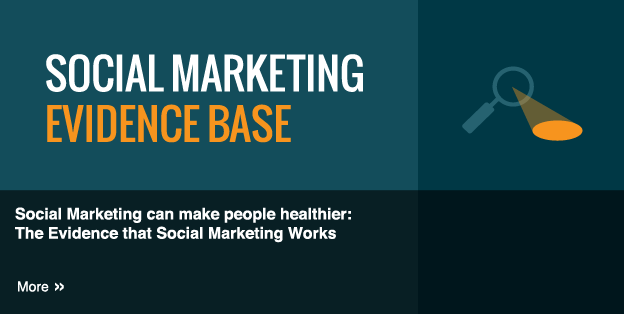 SOCIAL MARKETING
EVIDENCE BASE
Social Marketing can make people healthier:
The Evidence that Social Marketing Works
More »